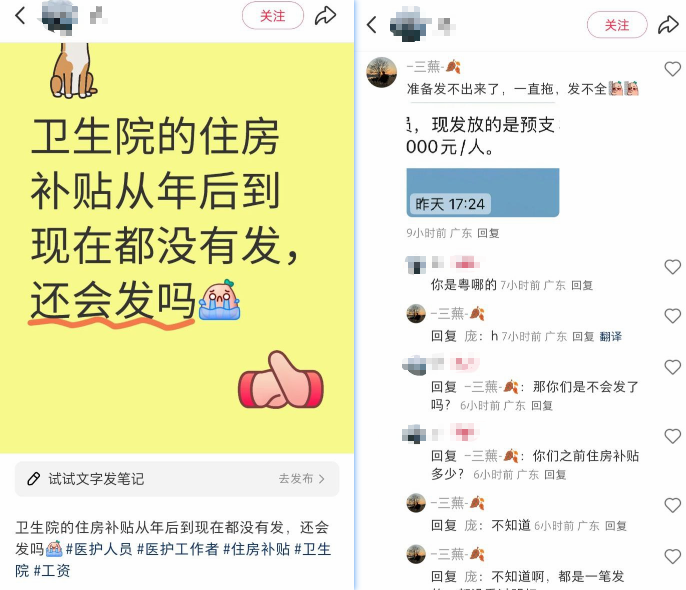 关注
卫生院的住房
补贴从年后到
现在都没有发，
还会发吗
试试文字发笔记
去发布
卫生院的住房补贴从年后到现在都没有发，还会
发吗 #医护人员 #医护工作者 #住房补贴 #卫生
院 #工资
关注
-三蕪-🍂
准备发不出来了，一直拖，发不全
，现发放的是预支
000元/人。
昨天 17:24
9小时前 广东 回复
你是粤哪的 7小时前 广东 回复
-三蕪-🍂
回复 庞：h 7小时前 广东 回复 翻译
回复 -三蕪-🍂：那你们是不会发了
吗？ 6小时前 广东 回复
回复 -三蕪-🍂：你们之前住房补贴
多少？ 6小时前 广东 回复
-三蕪-🍂
回复 庞：不知道 6小时前 广东 回复
-三蕪-🍂
回复 庞：不知道啊，都是一笔发